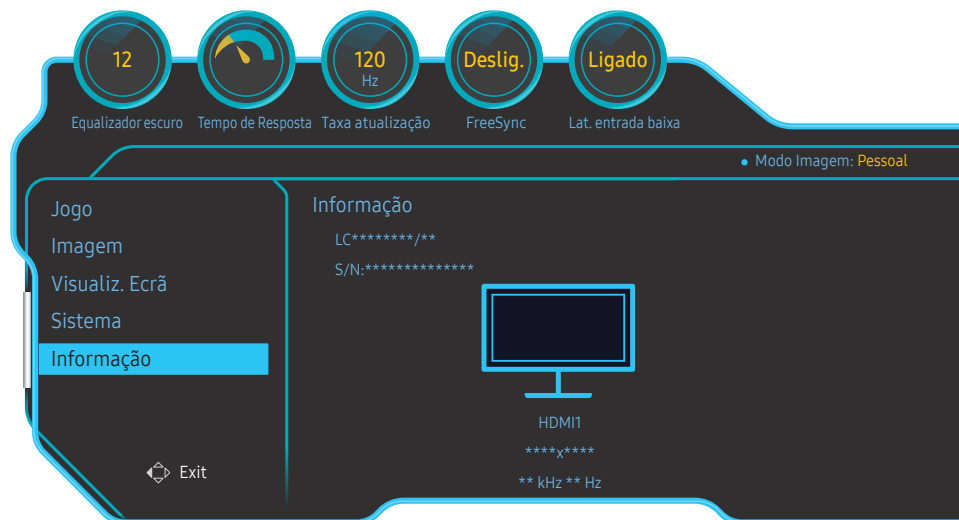 12
120
Hz
Deslig.
Ligado
Equalizador escuro
Tempo de Resposta
Taxa atualização
FreeSync
Lat. entrada baixa
Modo Imagem: Pessoal
Jogo
Imagem
Visualiz. Ecrã
Sistema
Informação
Exit
Informação
LC********/**
S/N:**************
HDMI1
****x****
** kHz ** Hz